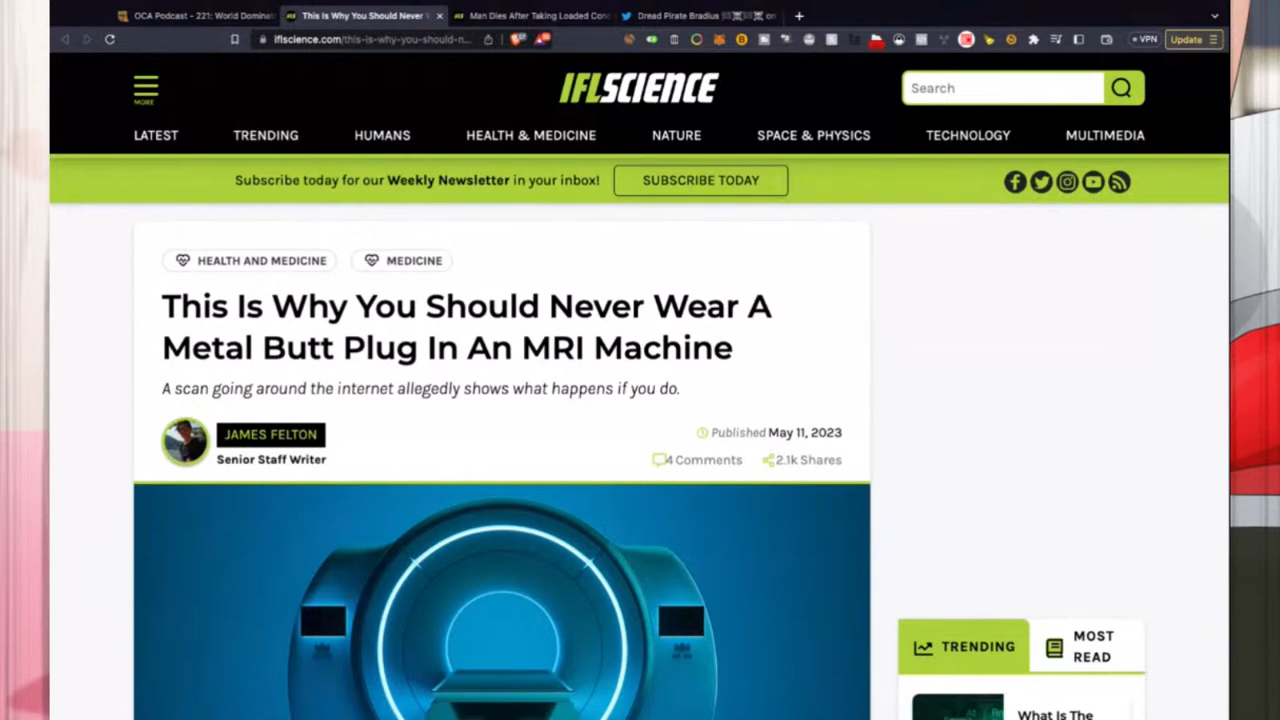 OCA Podcast - 221: World Dominat
This Is Why You Should Never W
Man Dies After Taking Loaded Conc
Dread Pirate Bradius on
iflscience.com/this-is-why-you-should-n...
VPN
Update
MORE
IFLSCIENCE
Search
LATEST
TRENDING
HUMANS
HEALTH & MEDICINE
NATURE
SPACE & PHYSICS
TECHNOLOGY
MULTIMEDIA
Subscribe today for our Weekly Newsletter in your inbox!
SUBSCRIBE TODAY
HEALTH AND MEDICINE
MEDICINE
This Is Why You Should Never Wear A
Metal Butt Plug In An MRI Machine
A scan going around the internet allegedly shows what happens if you do.
JAMES FELTON
Senior Staff Writer
Published May 11, 2023
4 Comments
2.1k Shares
TRENDING
MOST
READ
What Is The